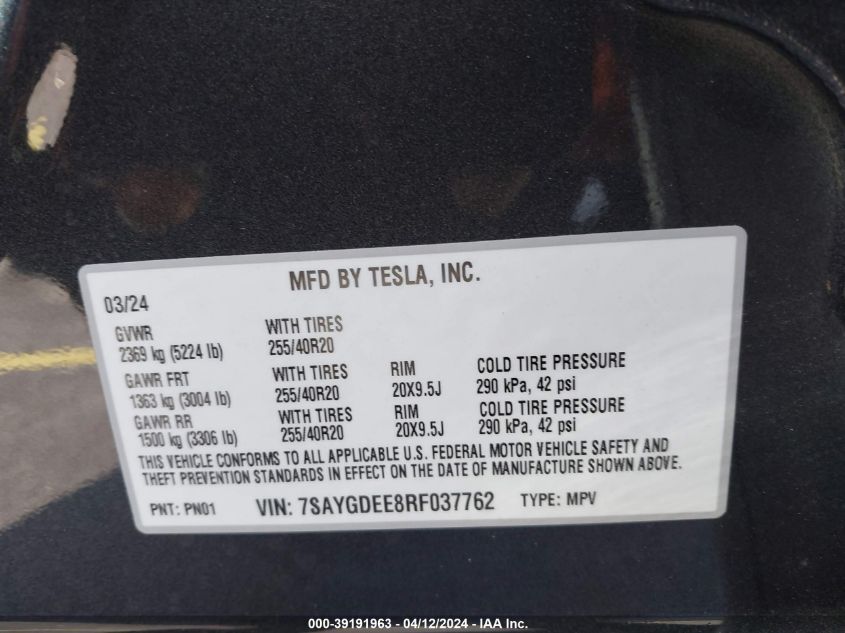 MFD BY TESLA, INC.
03/24
GVWR WITH TIRES
2369 kg (5224 lb) 255/40R20
GAWR FRT WITH TIRES RIM COLD TIRE PRESSURE
1363 kg (3004 lb) 255/40R20 20X9.5J 290 kPa, 42 psi
GAWR RR WITH TIRES RIM COLD TIRE PRESSURE
1500 kg (3306 lb) 255/40R20 20X9.5J 290 kPa, 42 psi
THIS VEHICLE CONFORMS TO ALL APPLICABLE U.S. FEDERAL MOTOR VEHICLE SAFETY AND
THEFT PREVENTION STANDARDS IN EFFECT ON THE DATE OF MANUFACTURE SHOWN ABOVE.
PNT: PN01 VIN: 7SAYGDEE8RF037762 TYPE: MPV
000-39191963 - 04/12/2024 - IAA Inc.